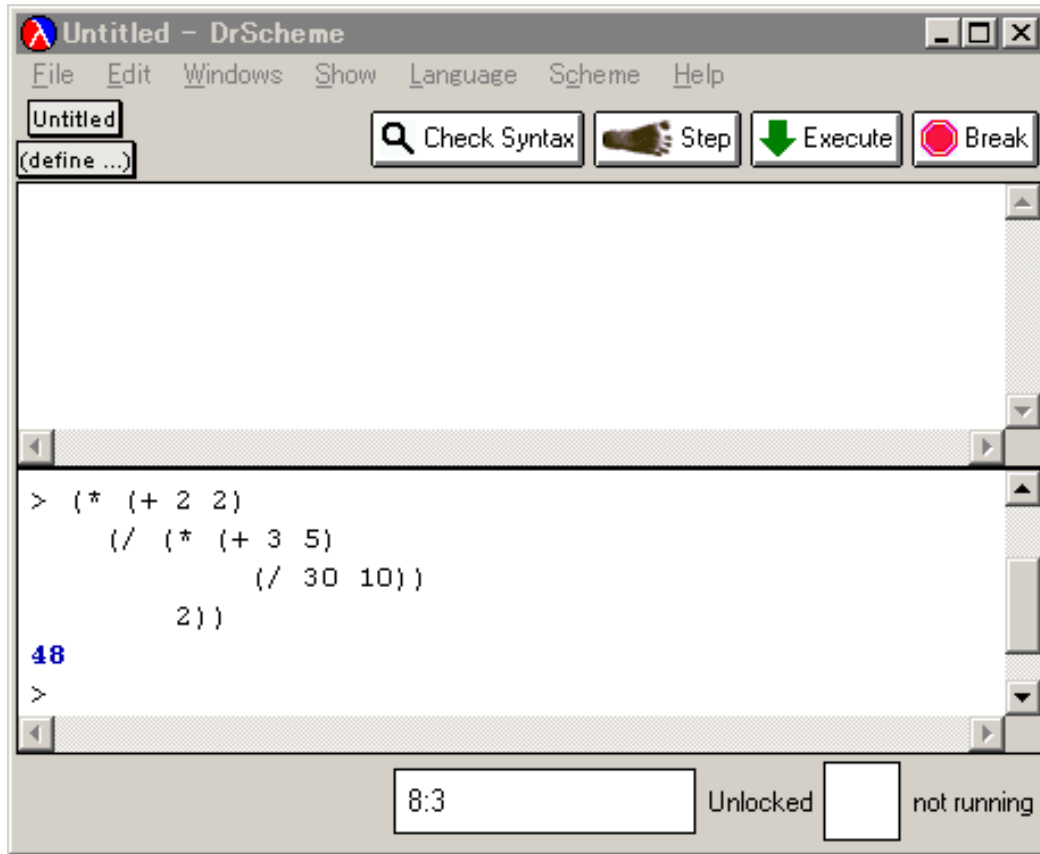 Untitled - DrScheme
File Edit Windows Show Language Scheme Help
Untitled
(define ...)
Check Syntax Step Execute Break
> (* (+ 2 2)
(/ (* (+ 3 5)
(/ 30 10))
2))
48
>
8:3 Unlocked not running